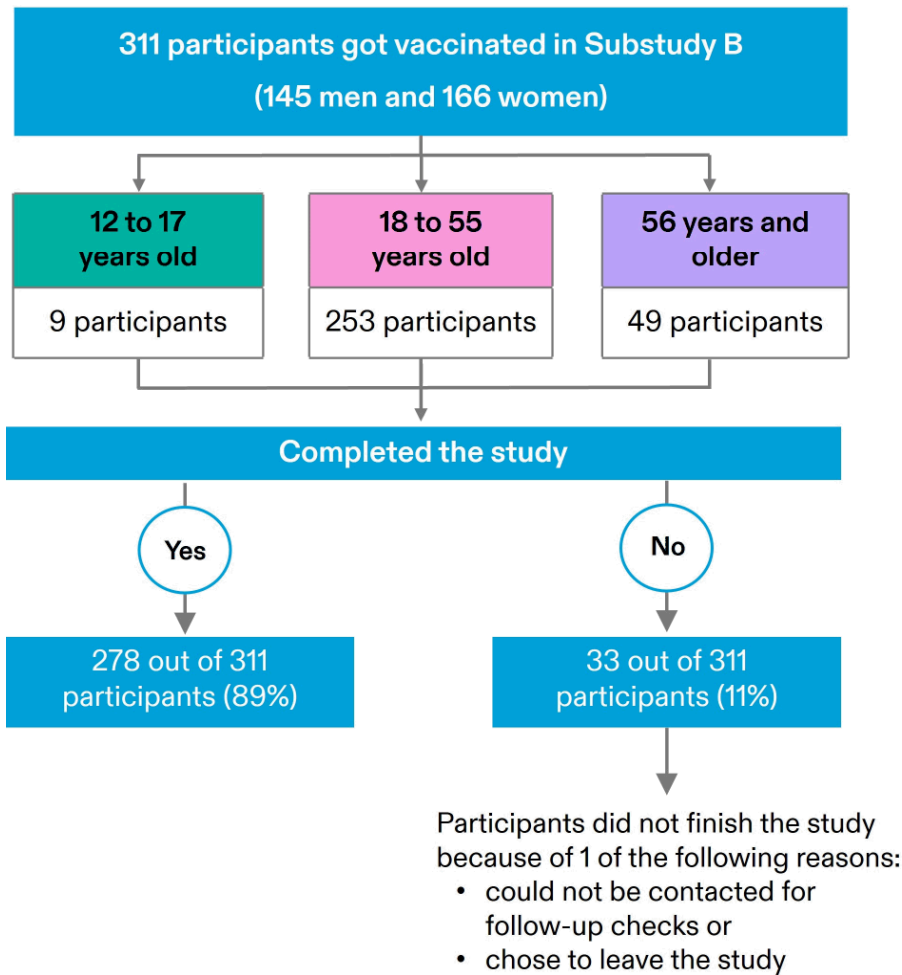 311 participants got vaccinated in Substudy B
(145 men and 166 women)
12 to 17
years old
9 participants
18 to 55
years old
253 participants
56 years and
older
49 participants
Completed the study
Yes
No
278 out of 311
participants (89%)
33 out of 311
participants (11%)
Participants did not finish the study
because of 1 of the following reasons:
• could not be contacted for
follow-up checks or
• chose to leave the study